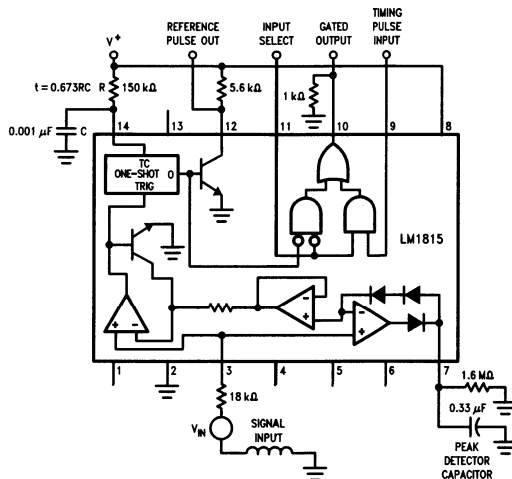 V+
REFERENCE
PULSE OUT
INPUT
SELECT
GATED
OUTPUT
TIMING
PULSE
INPUT
t = 0.673RC R
150 kΩ
5.6 kΩ
1 kΩ
0.001 µF
C
14
13
12
11
10
9
8
TC
ONE-SHOT
TRIG
O
LM1815
+
-
-
+
-
+
1
2
3
4
5
6
7
18 kΩ
VIN
SIGNAL
INPUT
1.6 MΩ
0.33 µF
PEAK
DETECTOR
CAPACITOR